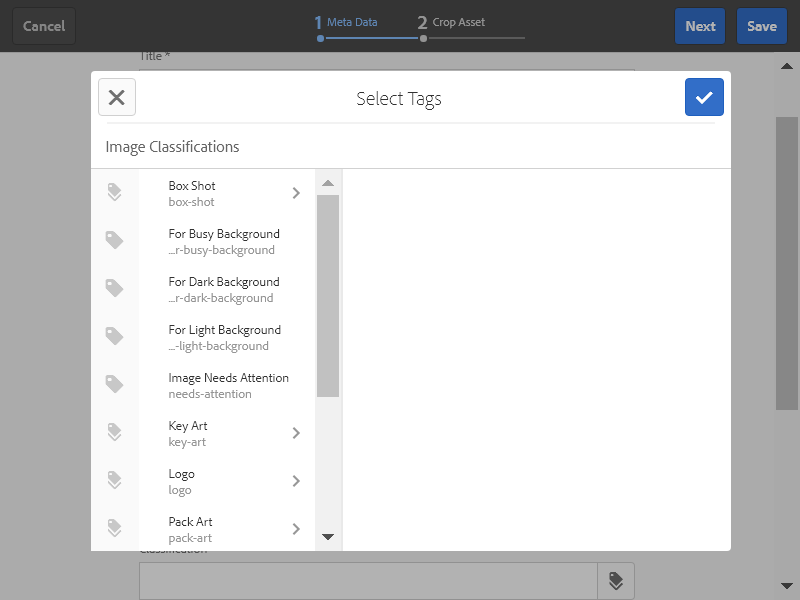 Cancel
1 Meta Data
2 Crop Asset
Next
Save
Title *
Select Tags
Image Classifications
Box Shot
box-shot
For Busy Background
...r-busy-background
For Dark Background
...r-dark-background
For Light Background
...-light-background
Image Needs Attention
needs-attention
Key Art
key-art
Logo
logo
Pack Art
pack-art
Classification